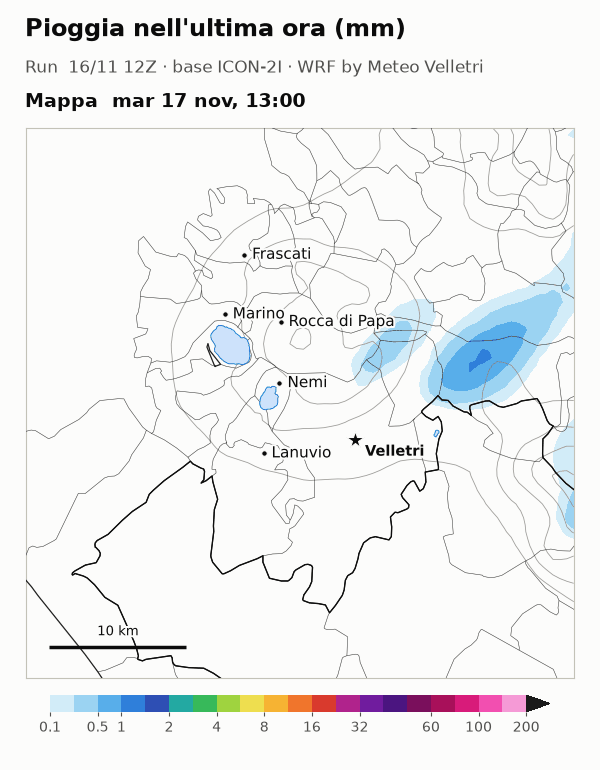 Pioggia nell'ultima ora (mm)
Run 16/11 12Z · base ICON-2I · WRF by Meteo Velletri
Mappa mar 17 nov, 13:00
Frascati
Marino
Rocca di Papa
Nemi
Velletri
Lanuvio
10 km
0.1 0.5 1 2 4 8 16 32 60 100 200